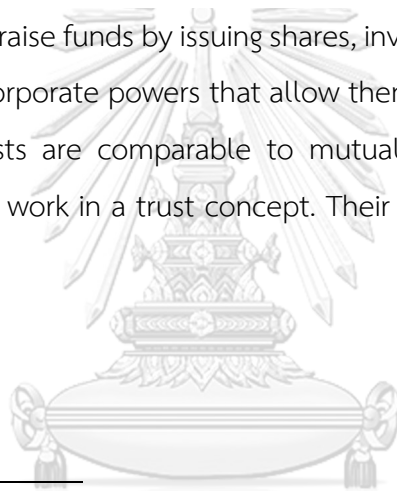 raise funds by issuing shares, inv
orporate powers that allow ther
sts are comparable to mutual
work in a trust concept. Their